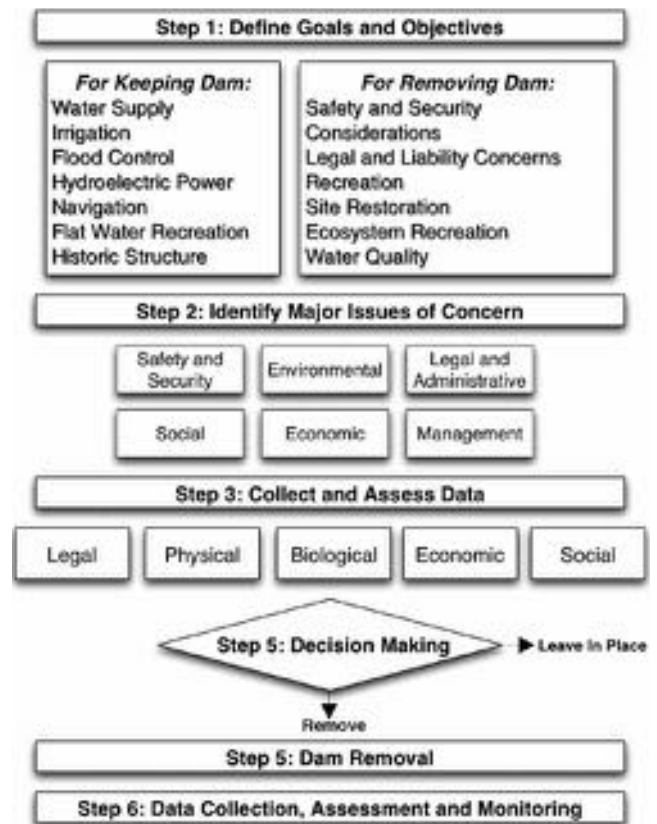 Step 1: Define Goals and Objectives
For Keeping Dam:
Water Supply
Irrigation
Flood Control
Hydroelectric Power
Navigation
Flat Water Recreation
Historic Structure
For Removing Dam:
Safety and Security
Considerations
Legal and Liability Concerns
Recreation
Site Restoration
Ecosystem Recreation
Water Quality
Step 2: Identify Major Issues of Concern
Safety and
Security
Environmental
Legal and
Administrative
Social
Economic
Management
Step 3: Collect and Assess Data
Legal
Physical
Biological
Economic
Social
Step 5: Decision Making
Leave In Place
Remove
Step 5: Dam Removal
Step 6: Data Collection, Assessment and Monitoring